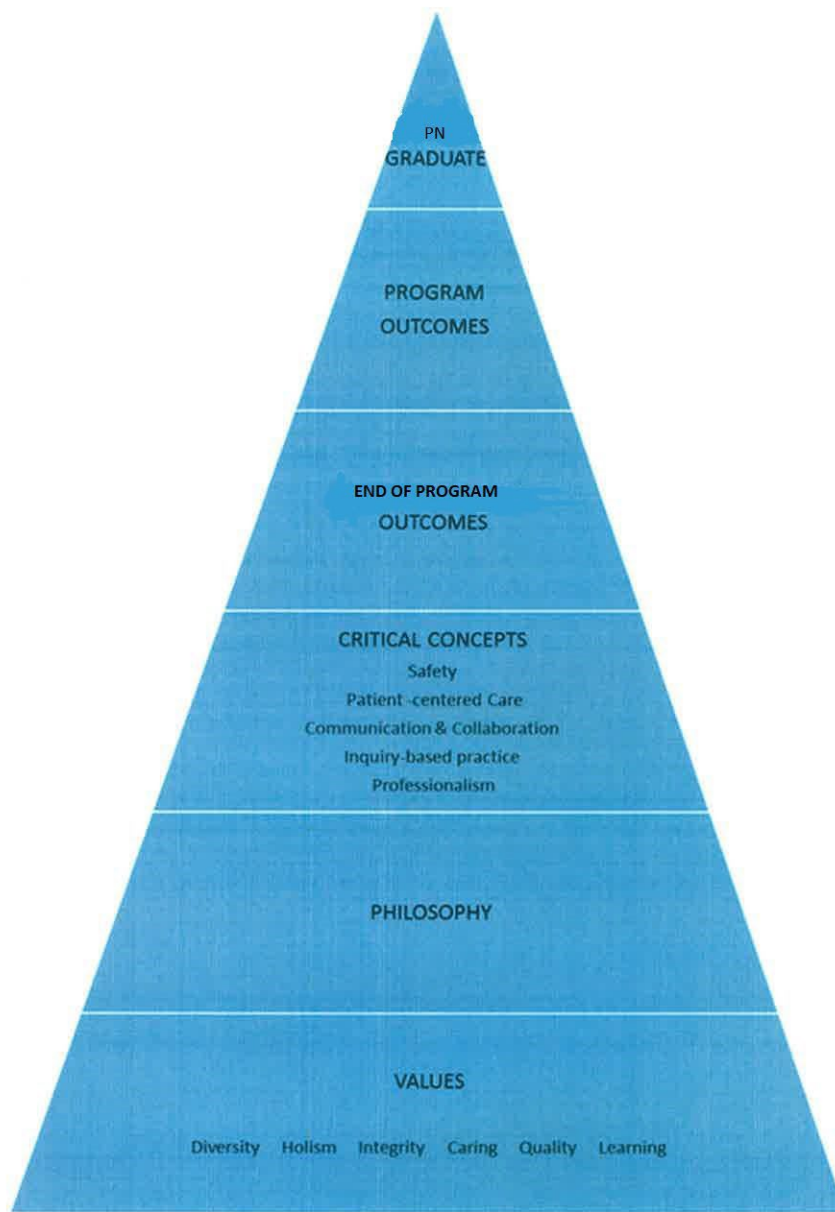 PN
GRADUATE
PROGRAM
OUTCOMES
END OF PROGRAM
OUTCOMES
CRITICAL CONCEPTS
Safety
Patient -centered Care
Communication & Collaboration
Inquiry-based practice
Professionalism
PHILOSOPHY
VALUES
Diversity Holism Integrity Caring Quality Learning